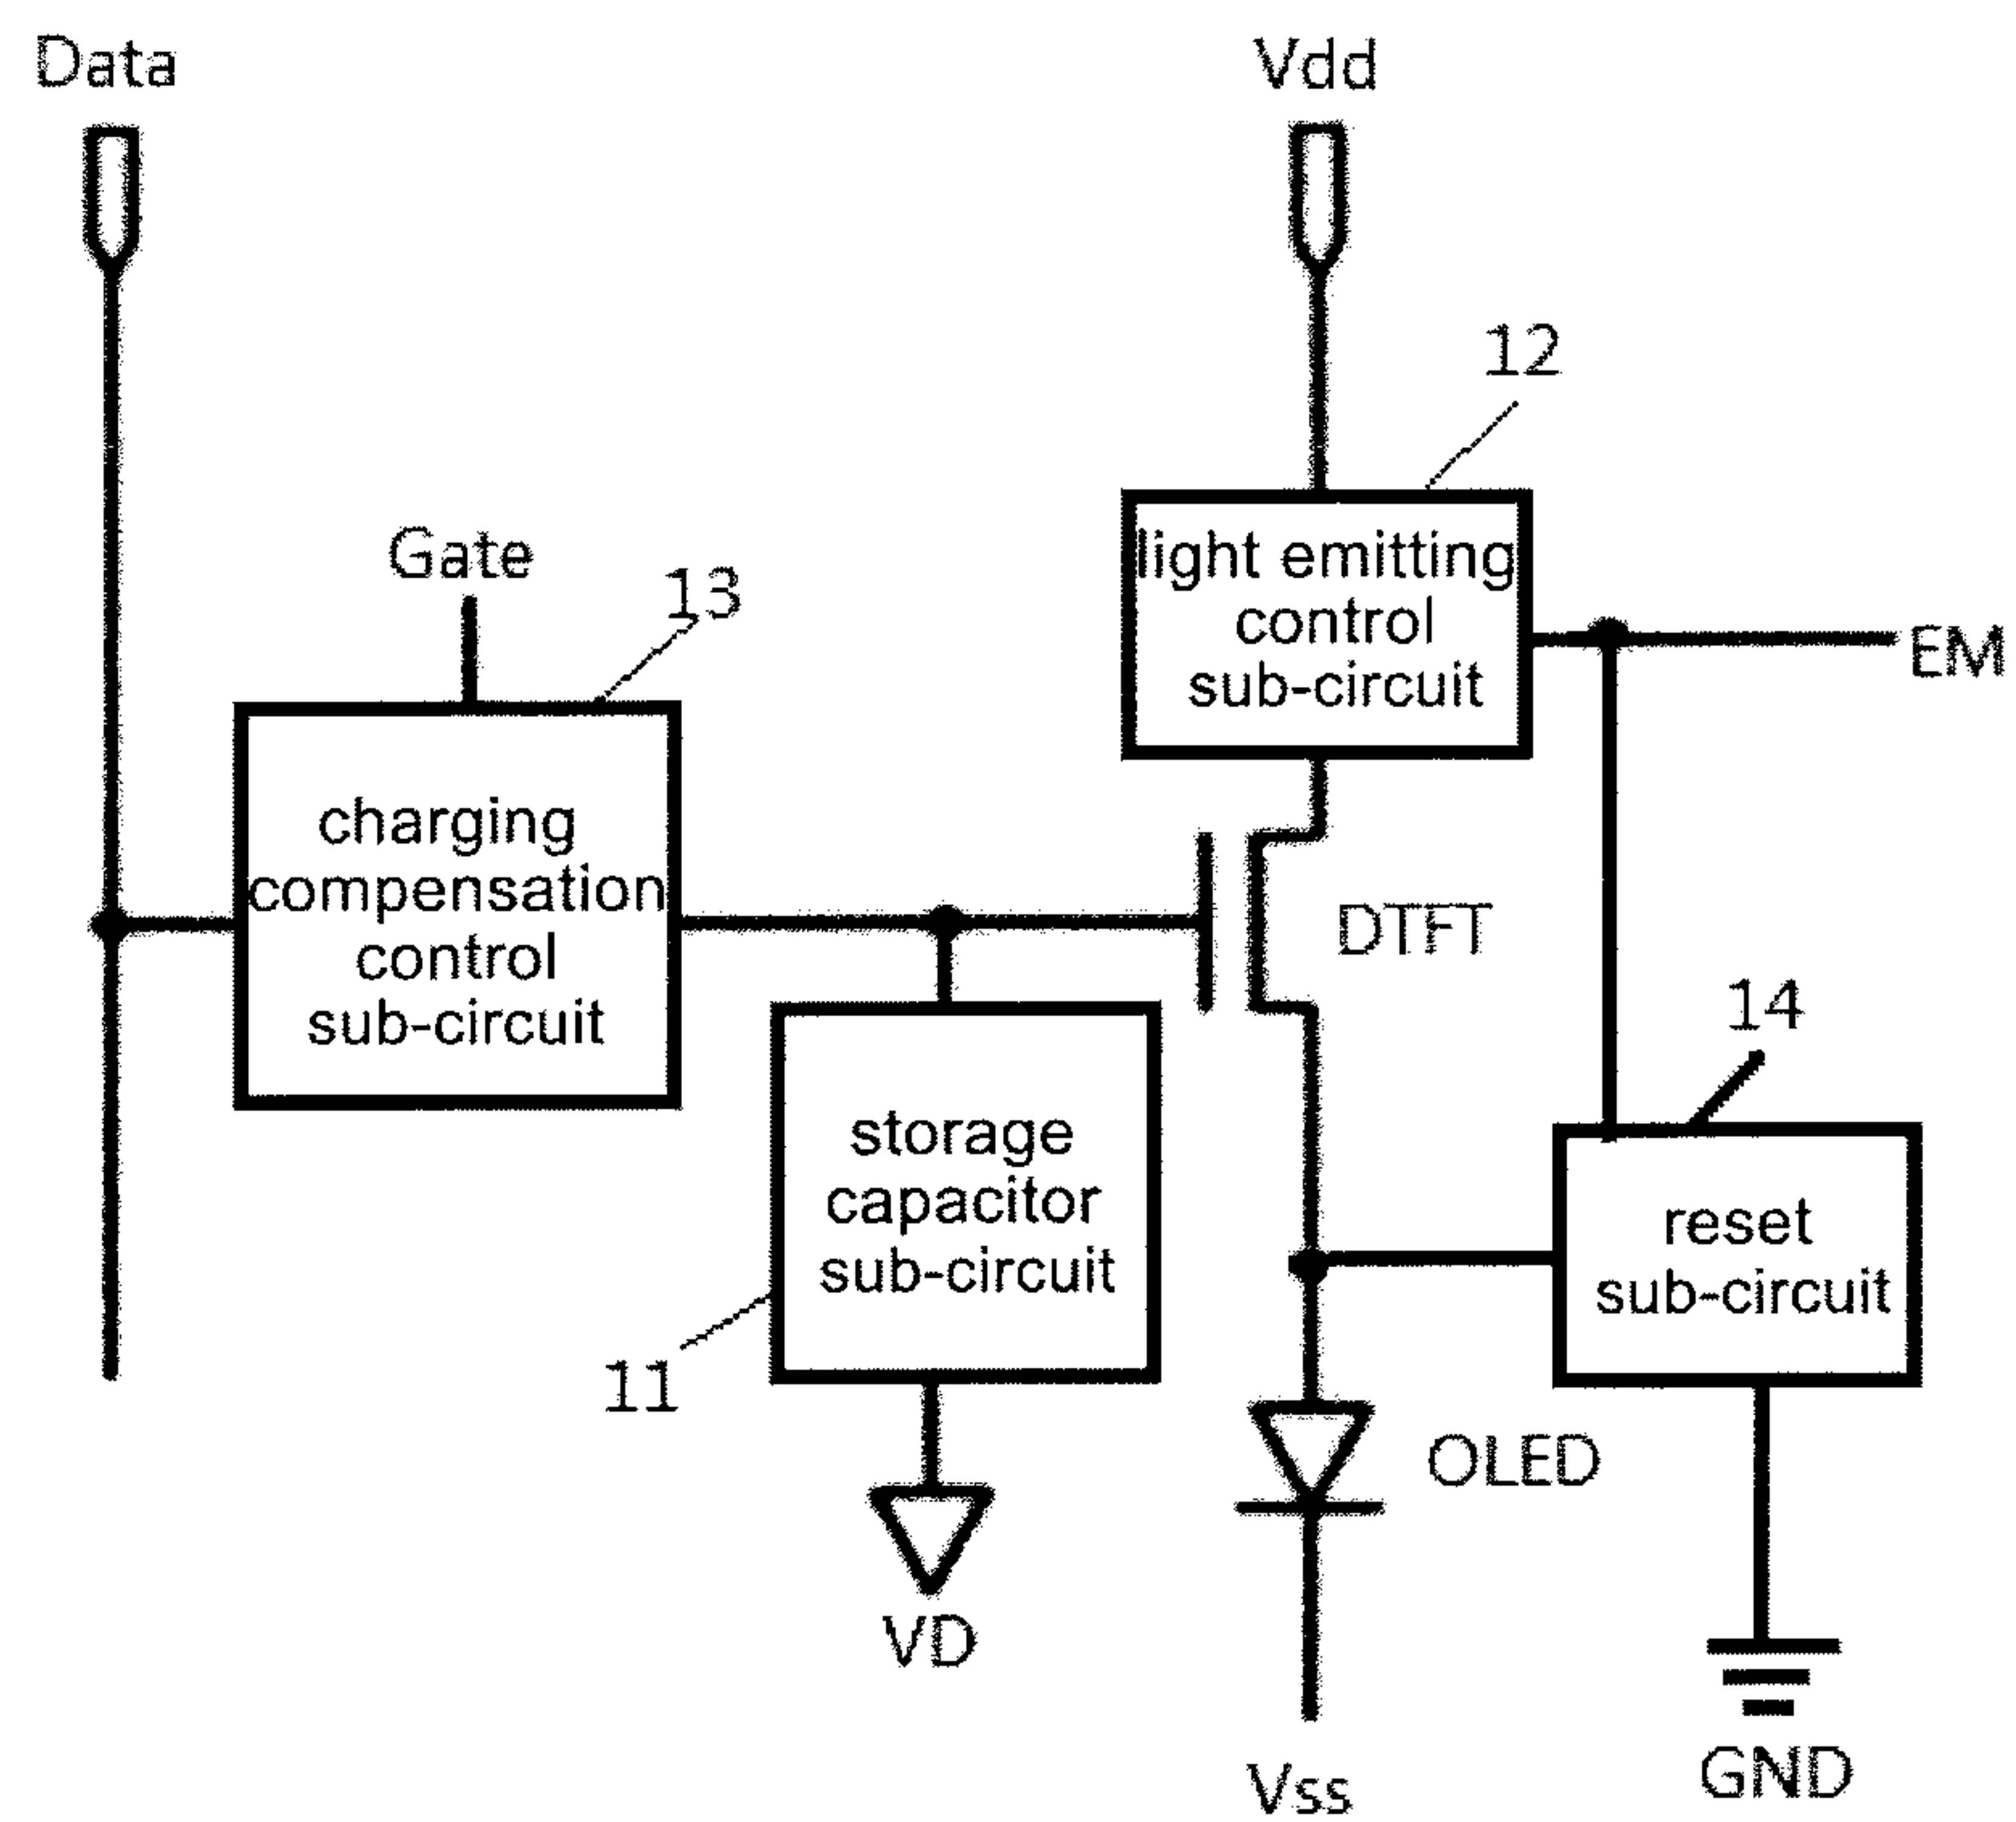 Data
Vdd
12
light emitting
control
sub-circuit
EM
Gate
13
charging
compensation
control
sub-circuit
DTFT
14
storage
capacitor
sub-circuit
11
reset
sub-circuit
OLED
VD
Vss
GND